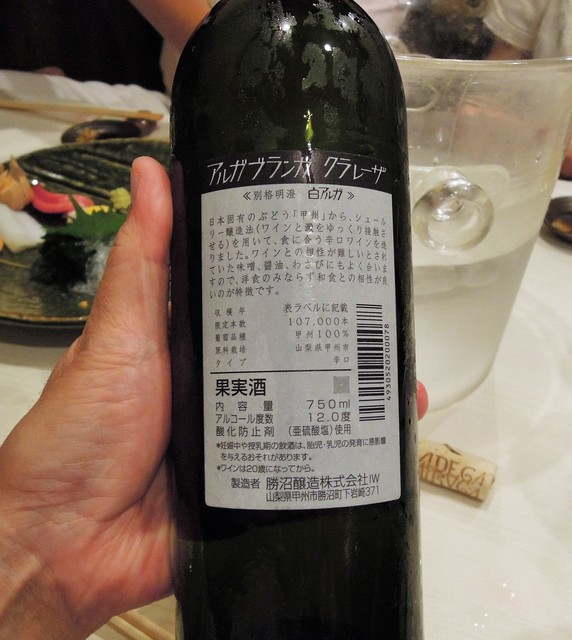 アルガブランカ クラレーザ
≪別格明澄 白アルガ≫
日本固有のぶどう「甲州」から、シュール
リー醸造法(ワインと澱をゆっくり接触さ
せる)を用いて、食に合う辛口ワインを造
りました。ワインとの相性が難しいとされ
ていた味噌、醤油、わさびにもよく合いま
すので、洋食のみならず和食との相性が良
いのが特徴です。
収穫年 表ラベルに記載
限定本数 107,000本
葡萄品種 甲州100%
原料栽培 山梨県甲州市
タイプ 辛口
果実酒
内容量 750ml
アルコール度数 12.0度
酸化防止剤 (亜硫酸塩)使用
*妊娠中や授乳期の飲酒は、胎児・乳児の発育に悪影響
を与えるおそれがあります。
*ワインは20歳になってから。
製造者 勝沼醸造株式会社IW
山梨県甲州市勝沼町下岩崎371
4930520200078
ADEGA